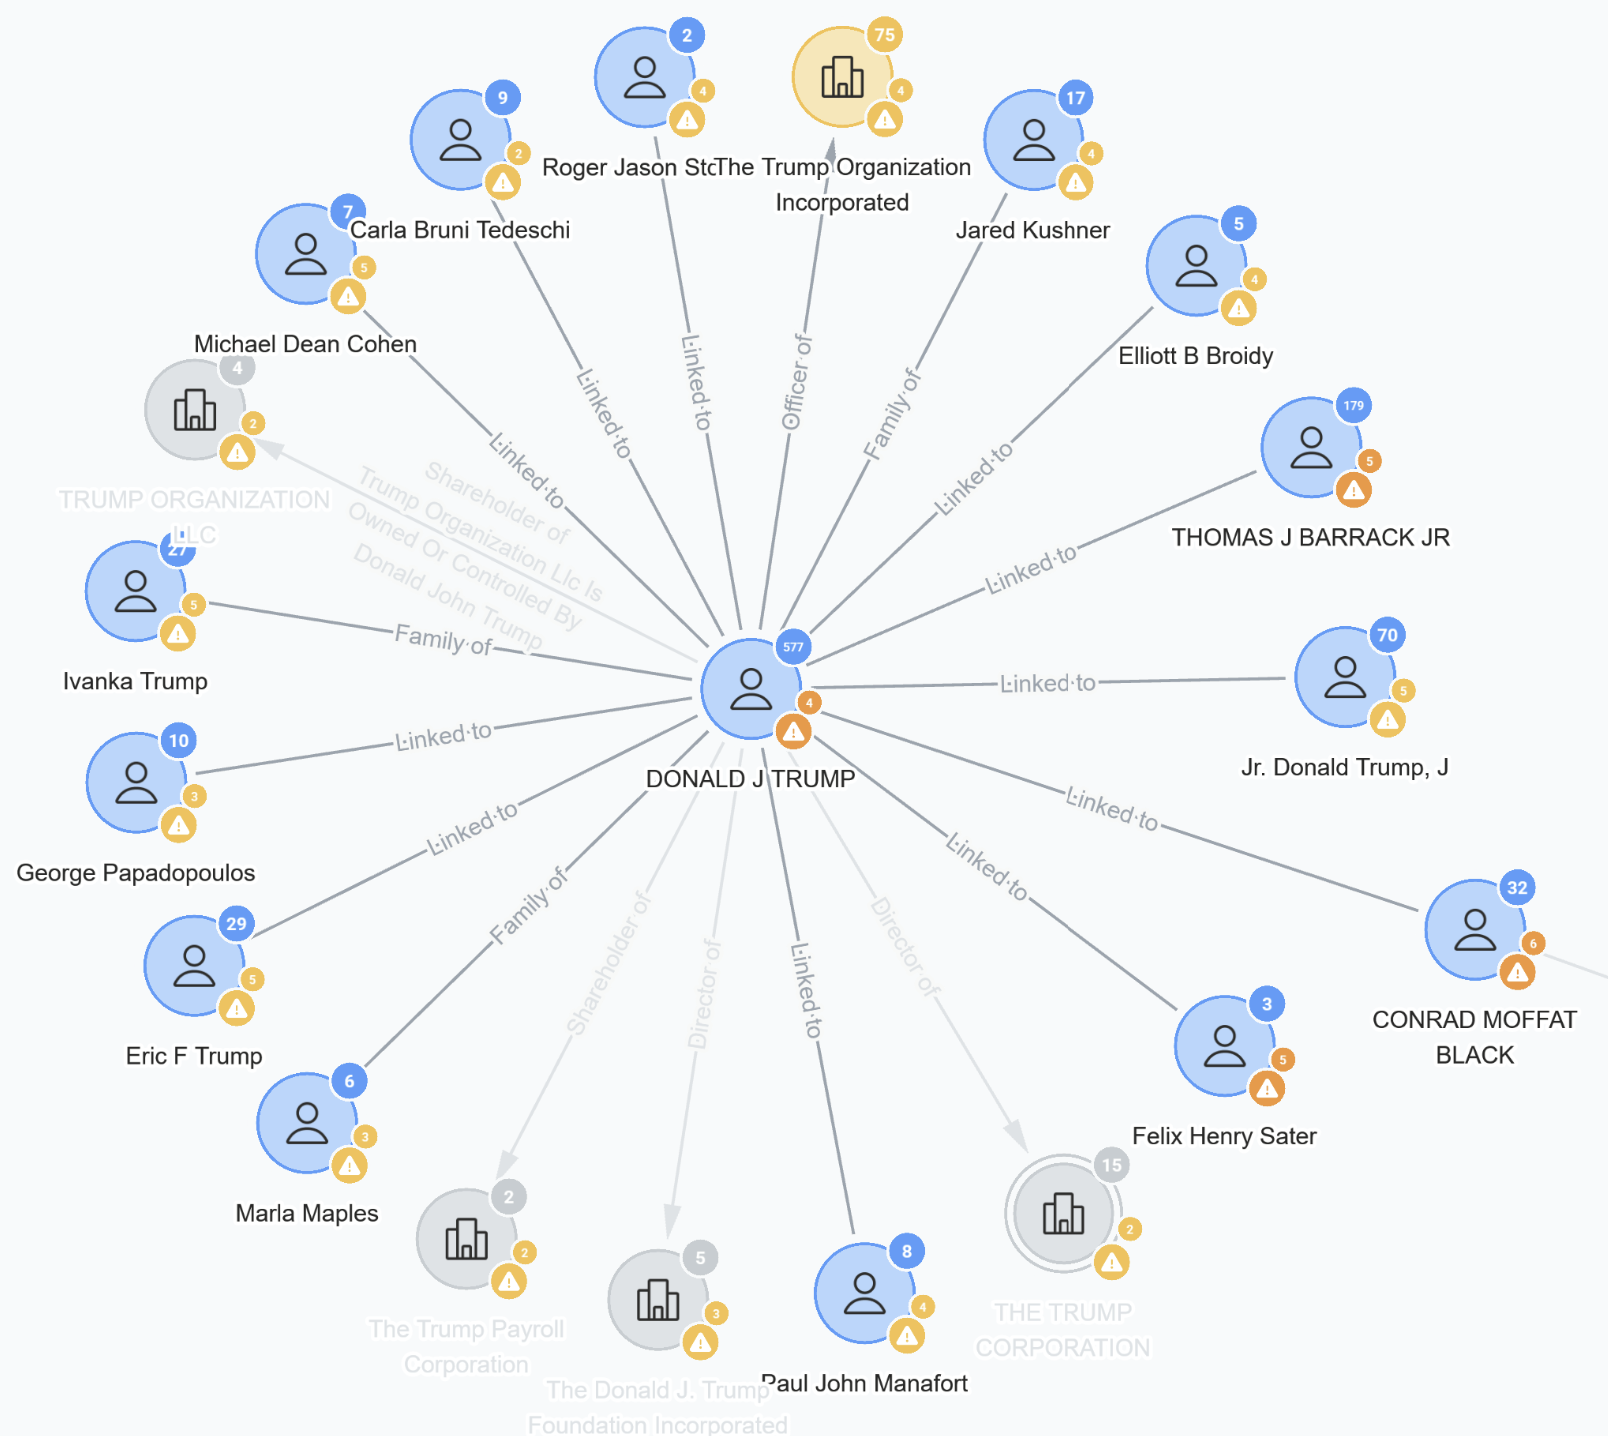 2
4
Roger Jason Sto
75
4
The Trump Organization
Incorporated
9
2
Carla Bruni Tedeschi
17
4
Jared Kushner
7
5
Michael Dean Cohen
5
4
Elliott B Broidy
4
2
TRUMP ORGANIZATION
LLC
179
5
THOMAS J BARRACK JR
Linked to
Linked to
Linked to
Officer of
Family of
Linked to
Linked to
Shareholder of
Trump Organization Llc Is
Owned Or Controlled By
Donald John Trump
27
5
Ivanka Trump
Family of
577
4
DONALD J TRUMP
Linked to
70
5
Jr. Donald Trump, J
10
3
George Papadopoulos
Linked to
Linked to
Linked to
Linked to
29
5
Eric F Trump
Family of
Shareholder of
Director of
Linked to
Director of
32
6
CONRAD MOFFAT
BLACK
3
5
Felix Henry Sater
6
3
Marla Maples
2
2
The Trump Payroll
Corporation
5
3
The Donald J. Trump
Foundation Incorporated
8
4
Paul John Manafort
15
2
THE TRUMP
CORPORATION